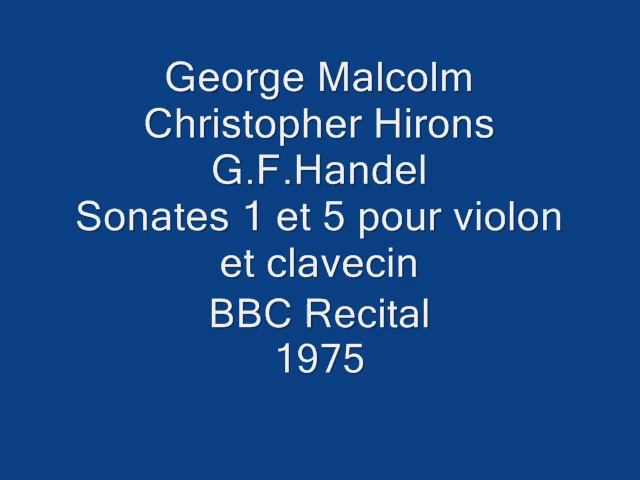 George Malcolm
Christopher Hirons
G.F.Handel
Sonates 1 et 5 pour violon
et clavecin
BBC Recital
1975